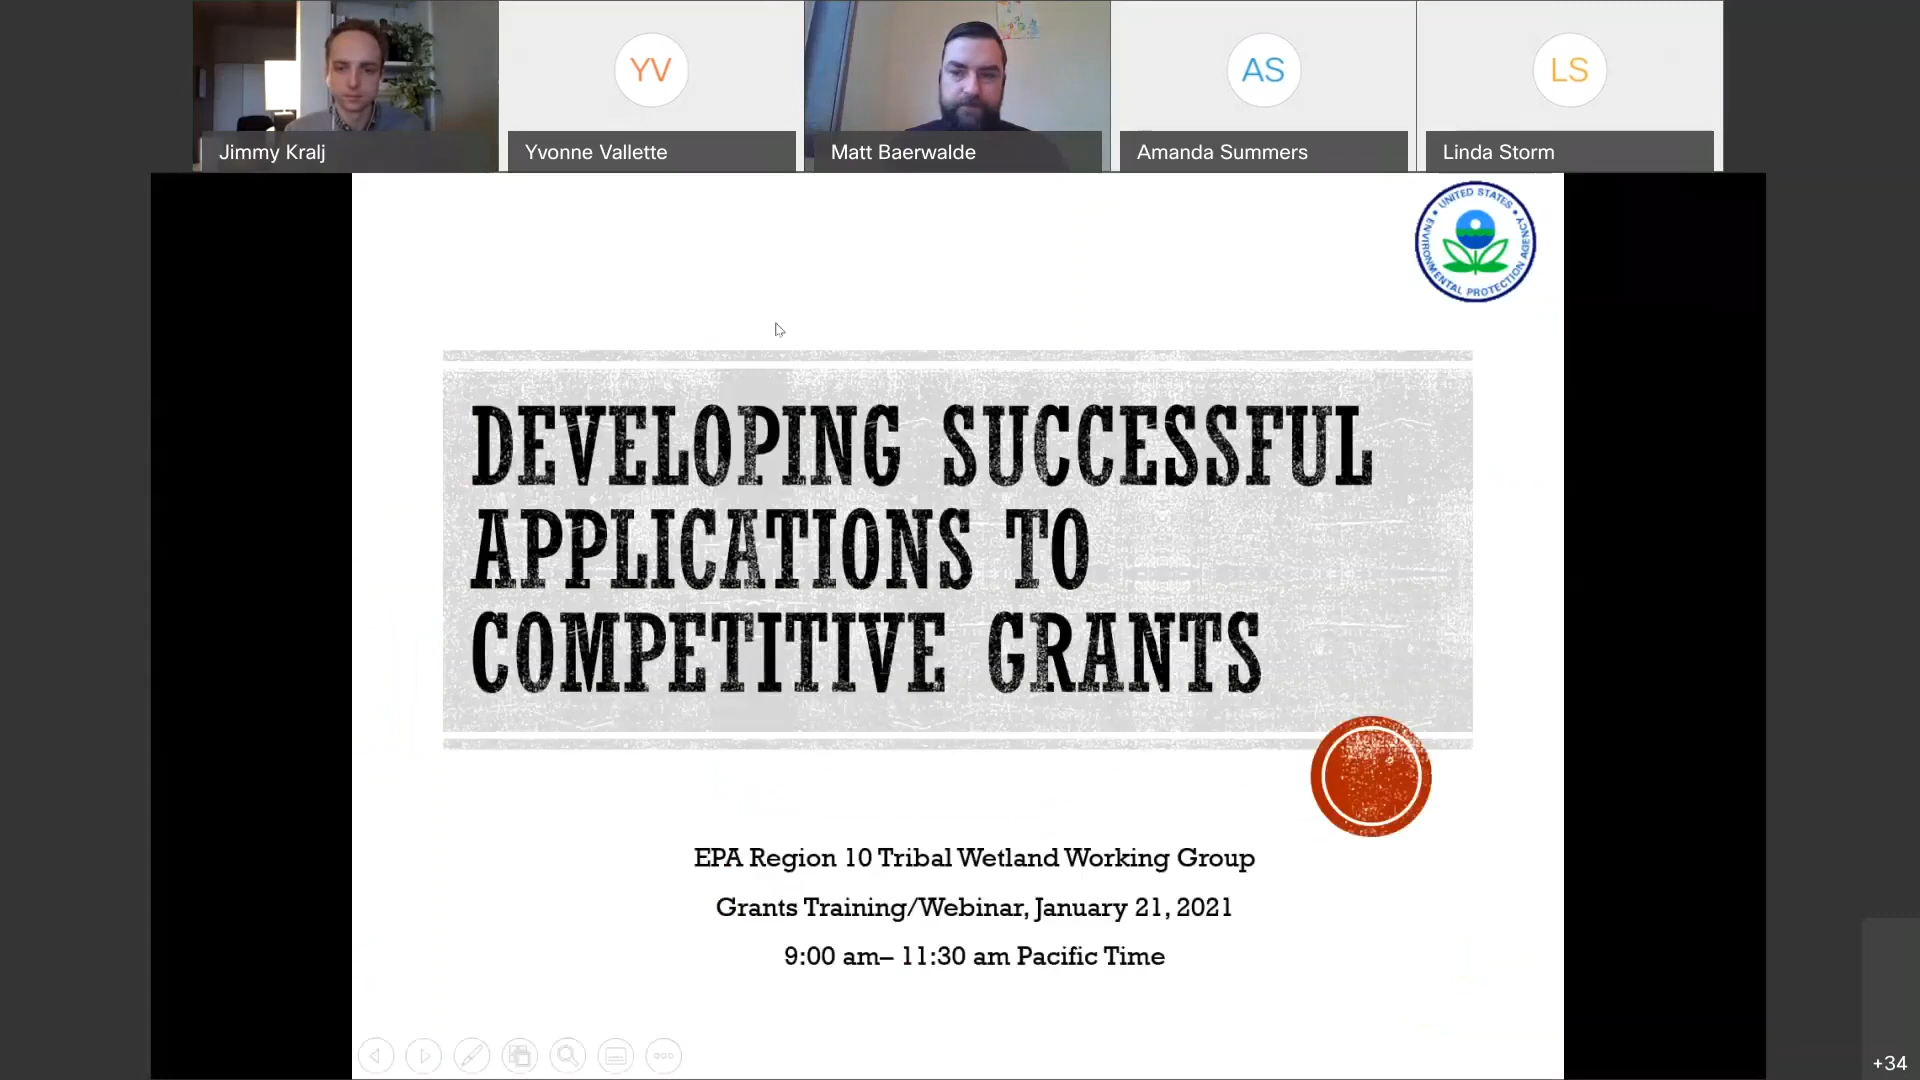 YV
AS
LS
Jimmy Kralj
Yvonne Vallette
Matt Baerwalde
Amanda Summers
Linda Storm
UNITED STATES
ENVIRONMENTAL PROTECTION AGENCY
DEVELOPING SUCCESSFUL
APPLICATIONS TO
COMPETITIVE GRANTS
EPA Region 10 Tribal Wetland Working Group
Grants Training/Webinar, January 21, 2021
9:00 am– 11:30 am Pacific Time
+34